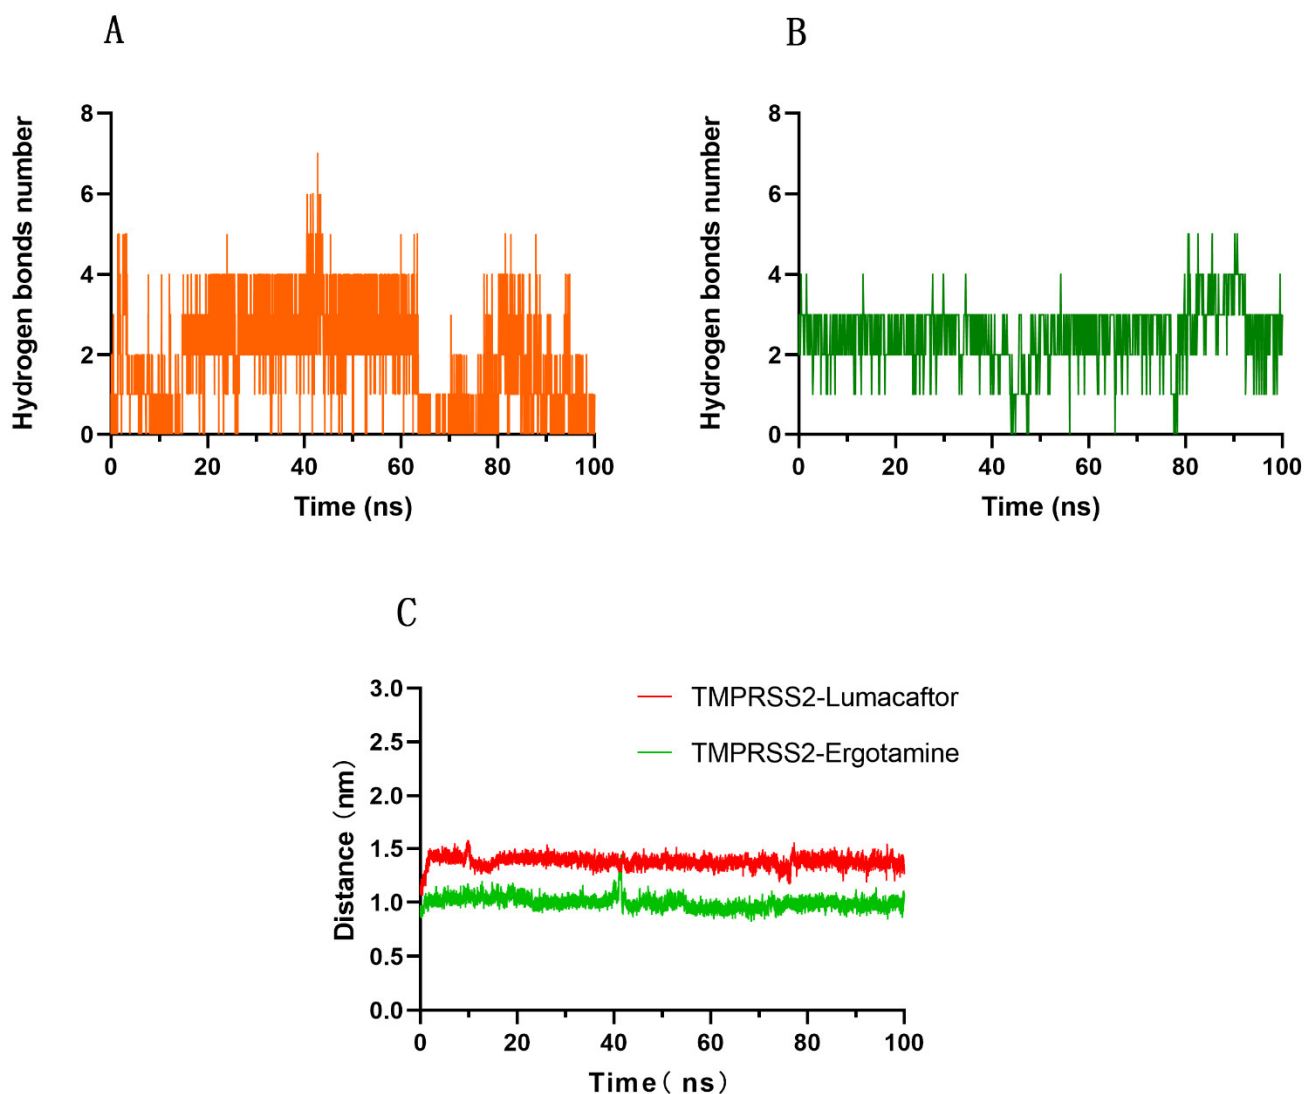 A
B
Hydrogen bonds number
8
6
4
2
0
0 20 40 60 80 100
Time (ns)
Hydrogen bonds number
8
6
4
2
0
0 20 40 60 80 100
Time (ns)
C
Distance (nm)
3.0
2.5
2.0
1.5
1.0
0.5
0.0
TMPRSS2-Lumacaftor
TMPRSS2-Ergotamine
0 20 40 60 80 100
Time( ns)